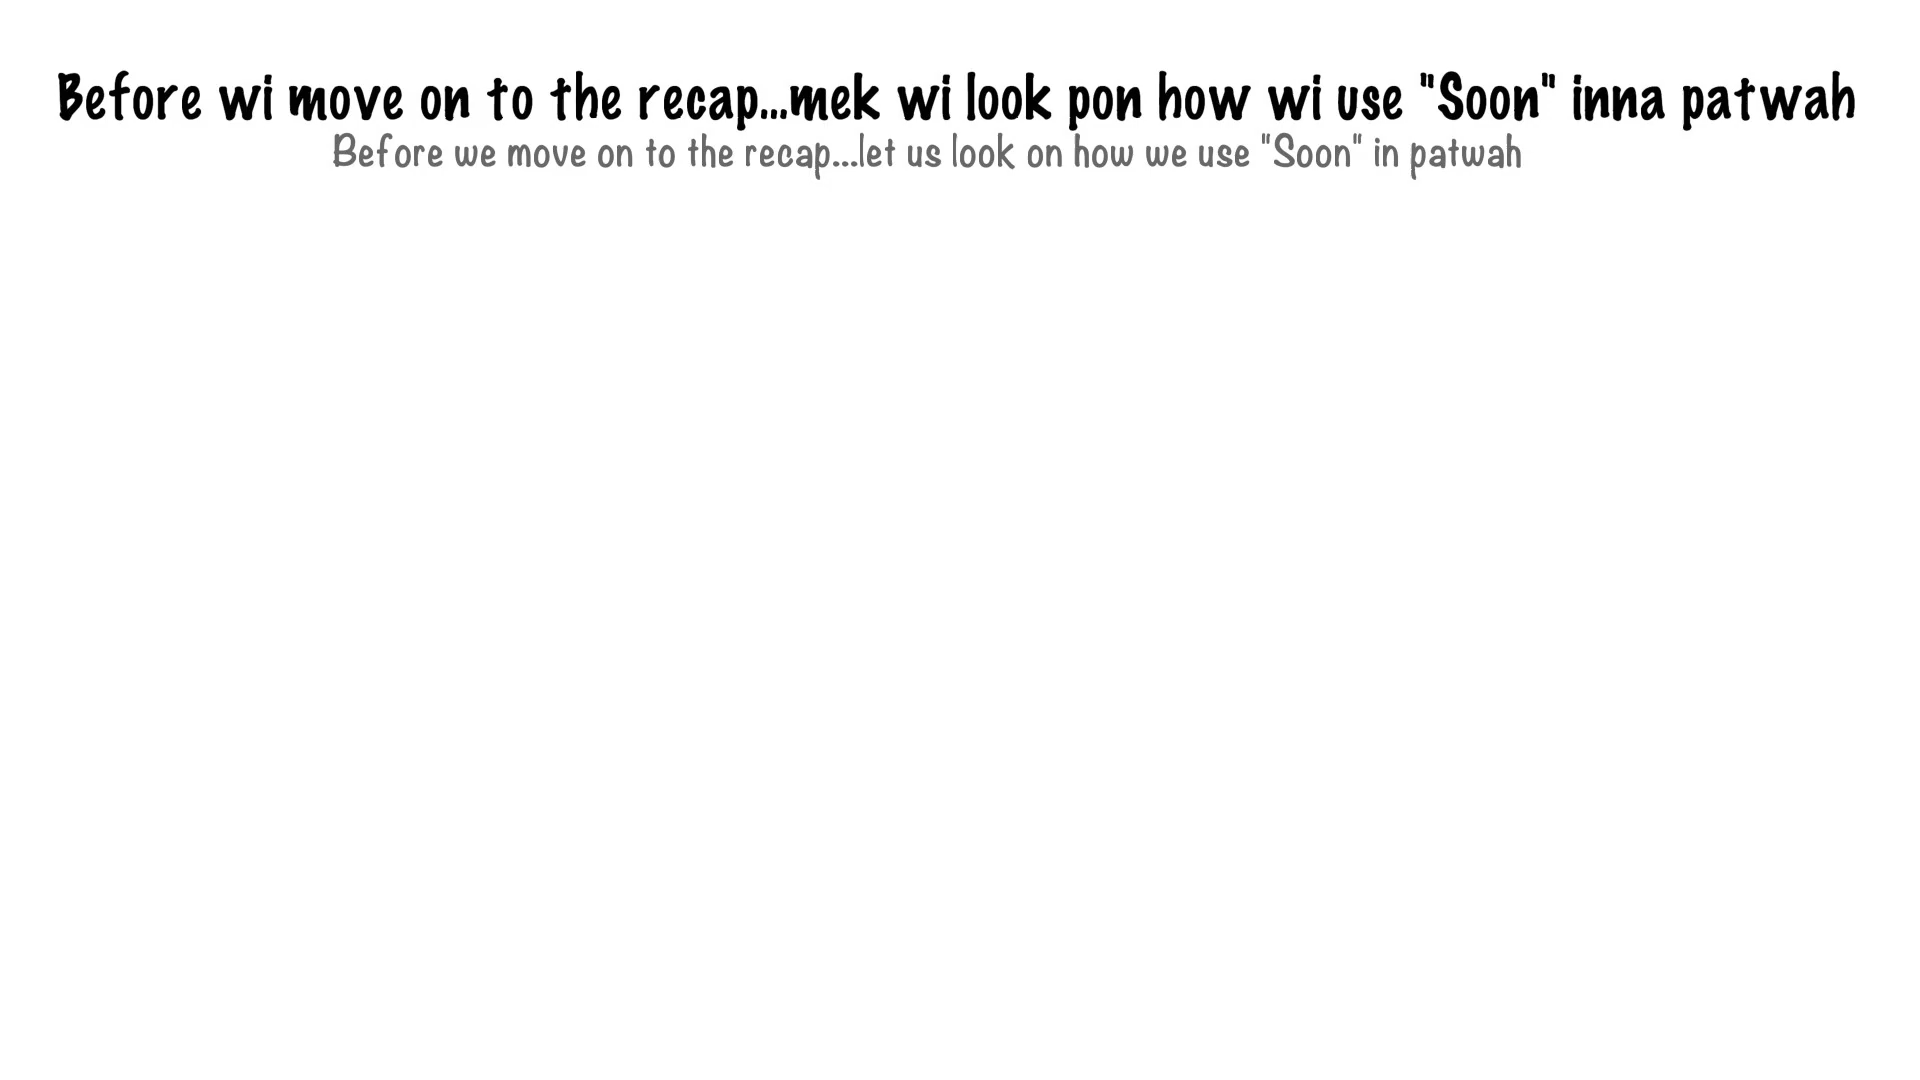 Before wi move on to the recap...mek wi look pon how wi use "Soon" inna patwah
Before we move on to the recap...let us look on how we use "Soon" in patwah